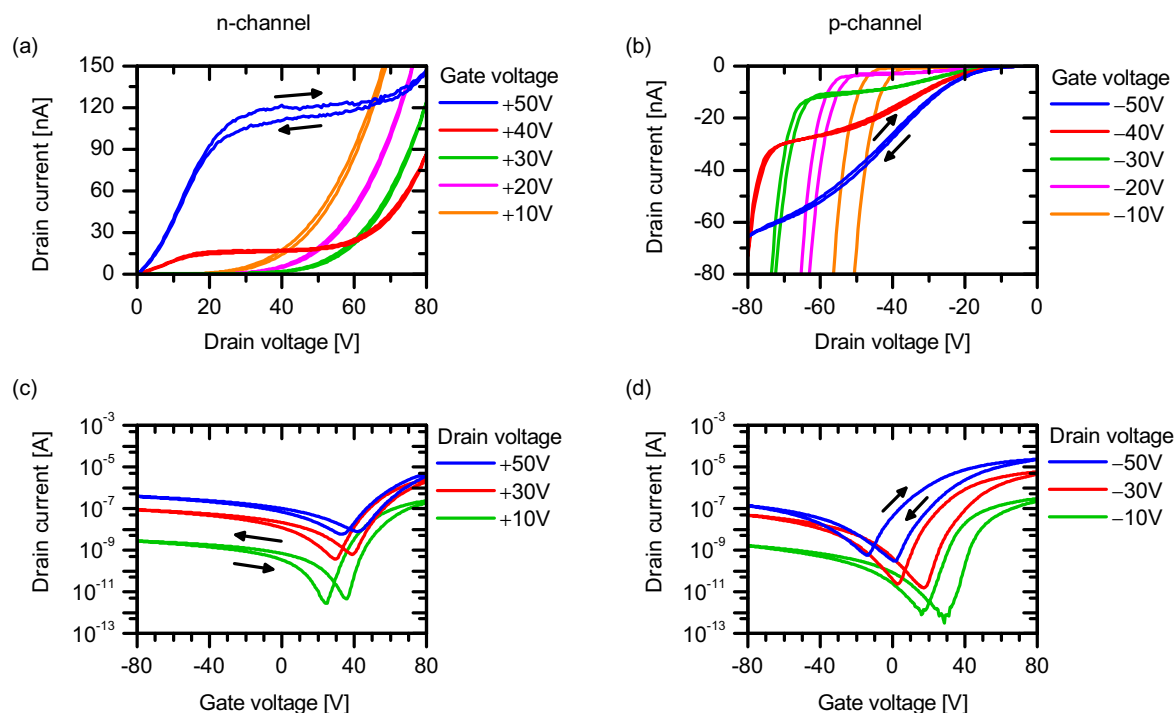 n-channel
p-channel
(a)
(b)
150
120
90
60
30
0
Drain current [nA]
0
20
40
60
80
Drain voltage [V]
Gate voltage
+50V
+40V
+30V
+20V
+10V
0
−20
−40
−60
−80
Drain current [nA]
-80
-60
-40
-20
0
Drain voltage [V]
Gate voltage
−50V
−40V
−30V
−20V
−10V
(c)
(d)
10-3
10-5
10-7
10-9
10-11
10-13
Drain current [A]
-80
-40
0
40
80
Gate voltage [V]
Drain voltage
+50V
+30V
+10V
10-3
10-5
10-7
10-9
10-11
10-13
Drain current [A]
-80
-40
0
40
80
Gate voltage [V]
Drain voltage
−50V
−30V
−10V